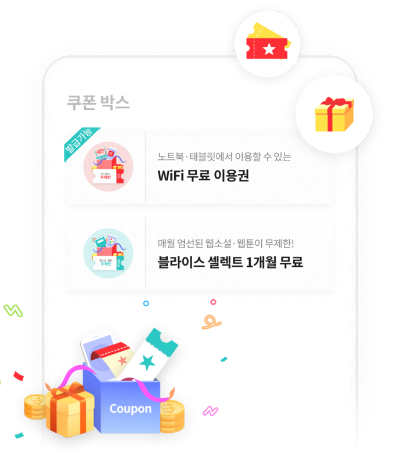 쿠폰 박스
발급가능
노트북·태블릿에서 이용할 수 있는
WiFi 무료 이용권
매월 엄선된 웹소설·웹툰이 무제한!
블라이스 셀렉트 1개월 무료
Coupon